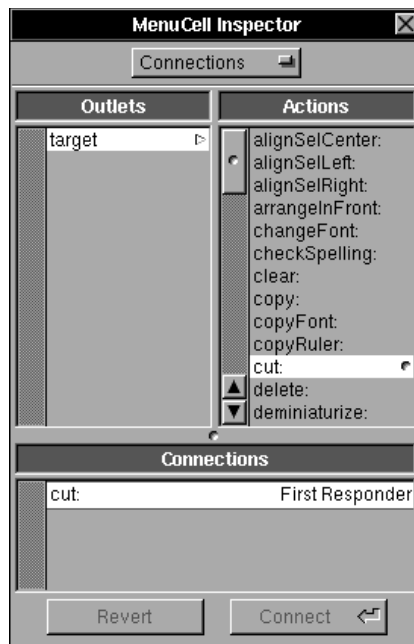 MenuCell Inspector
Connections
Outlets
target
Actions
alignSelCenter:
alignSelLeft:
alignSelRight:
arrangeInFront:
changeFont:
checkSpelling:
clear:
copy:
copyFont:
copyRuler:
cut:
delete:
deminiaturize:
Connections
cut: First Responder
Revert Connect